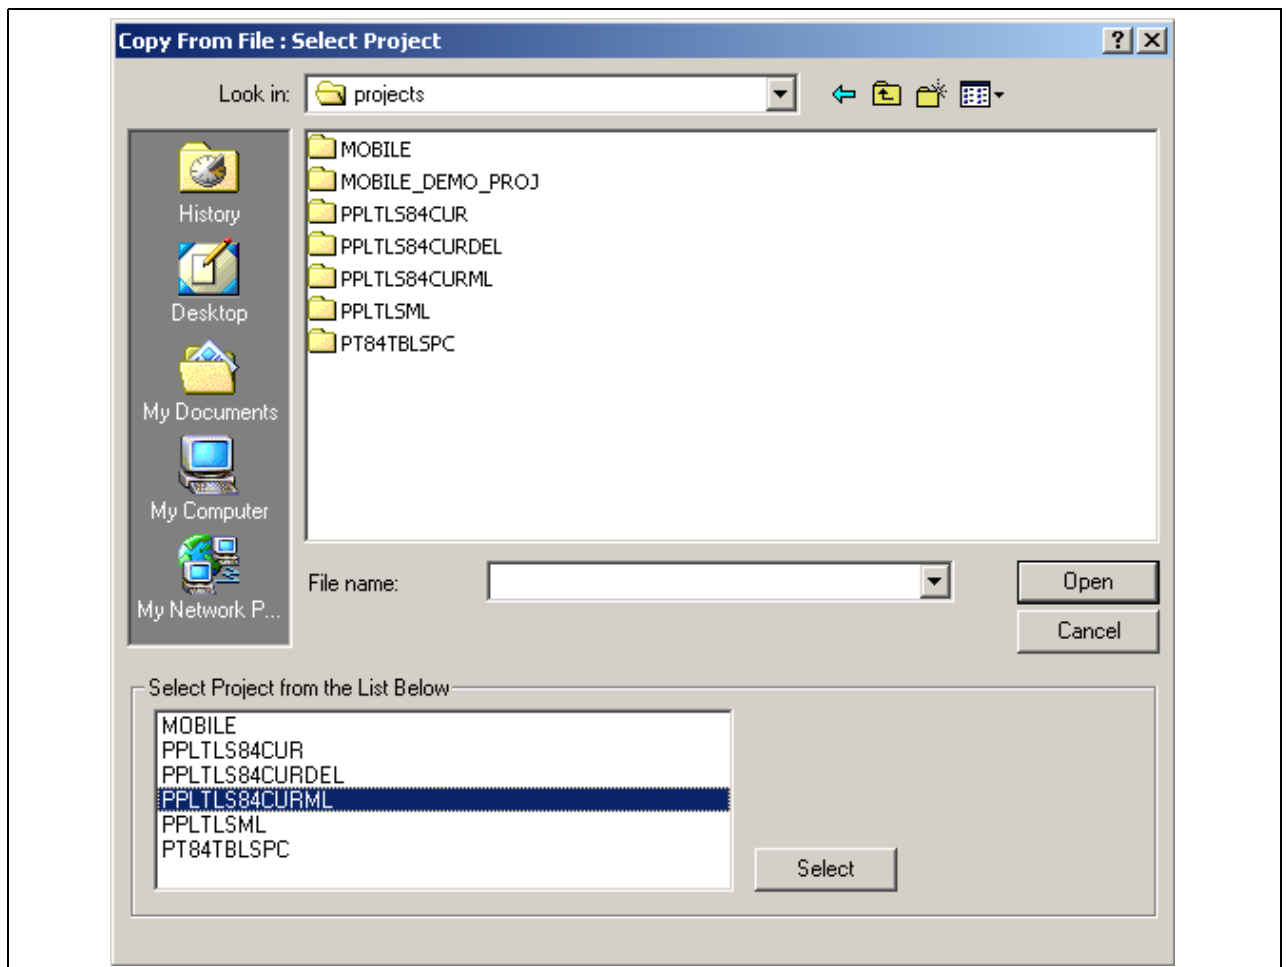 Copy From File : Select Project
Look in: projects
MOBILE
MOBILE_DEMO_PROJ
PPLTLS84CUR
PPLTLS84CURDEL
PPLTLS84CURML
PPLTLSML
PT84TBLSPC
History
Desktop
My Documents
My Computer
My Network P...
File name:
Open
Cancel
Select Project from the List Below
MOBILE
PPLTLS84CUR
PPLTLS84CURDEL
PPLTLS84CURML
PPLTLSML
PT84TBLSPC
Select